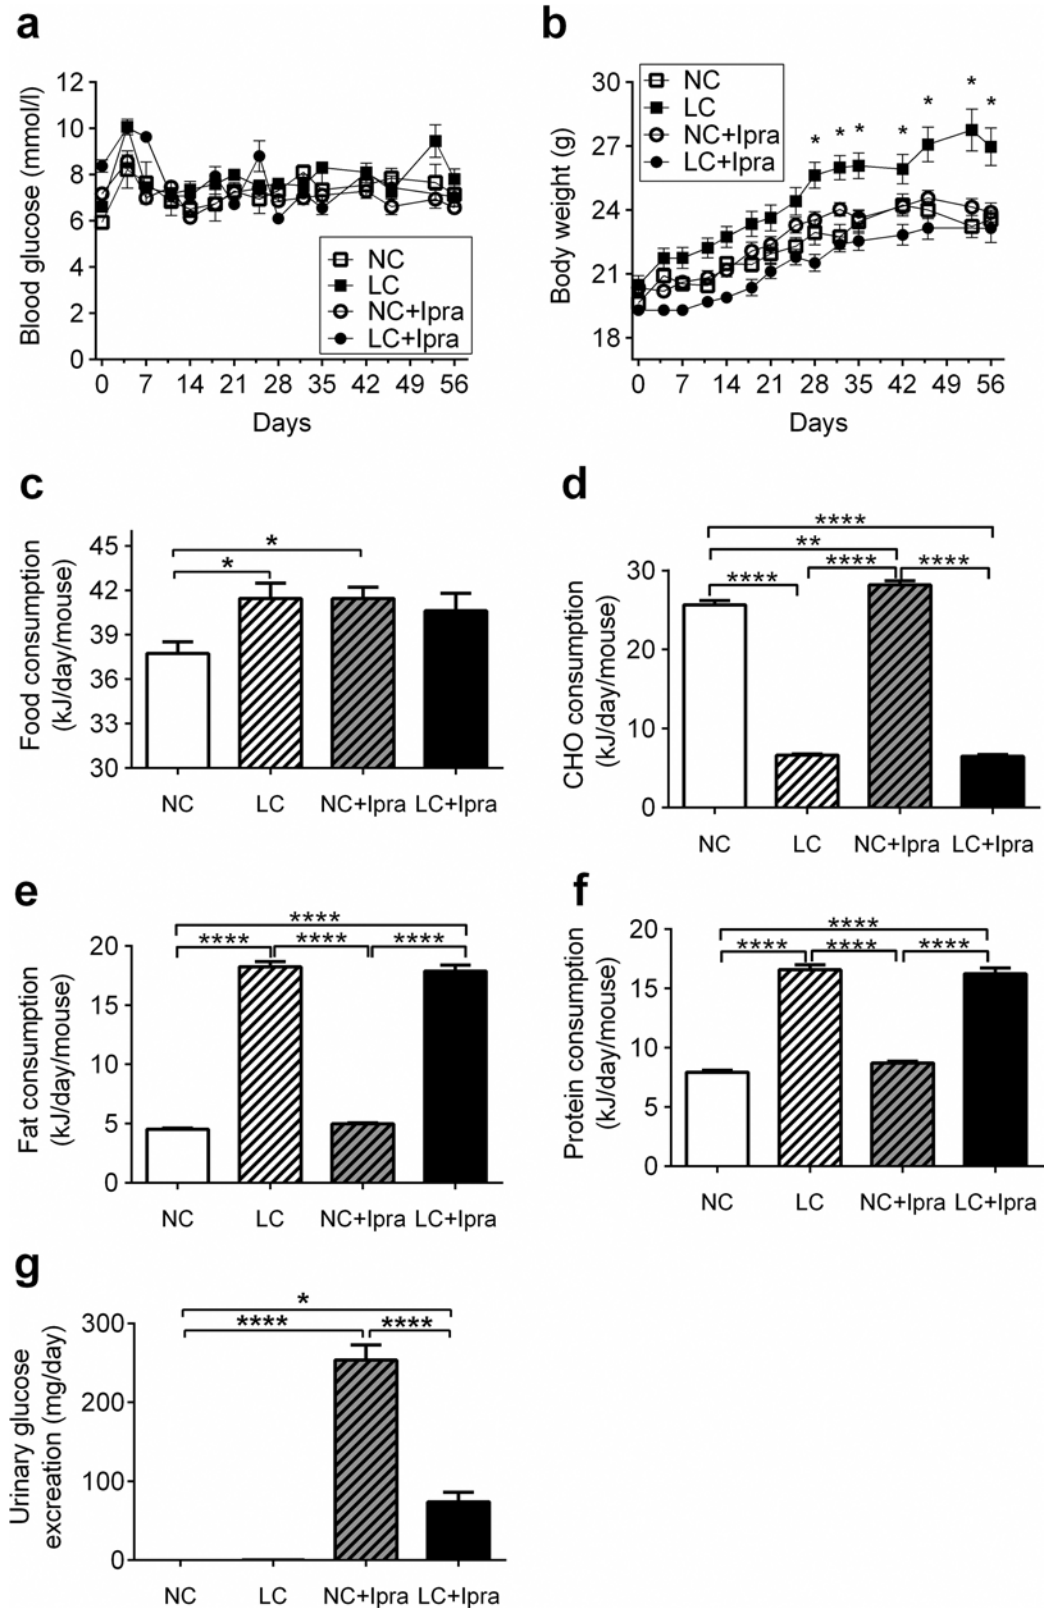 a
12
10
8
6
4
2
0
Blood glucose (mmol/l)
NC
LC
NC+Ipra
LC+Ipra
0 7 14 21 28 35 42 49 56
Days
b
30
27
24
21
18
Body weight (g)
NC
LC
NC+Ipra
LC+Ipra
* * * * * * *
0 7 14 21 28 35 42 49 56
Days
c
45
42
39
36
33
30
Food consumption
(kJ/day/mouse)
*
*
NC LC NC+Ipra LC+Ipra
d
30
20
10
0
CHO consumption
(kJ/day/mouse)
****
**
**** **** ****
NC LC NC+Ipra LC+Ipra
e
20
15
10
5
0
Fat consumption
(kJ/day/mouse)
****
**** **** ****
NC LC NC+Ipra LC+Ipra
f
20
15
10
5
0
Protein consumption
(kJ/day/mouse)
****
**** **** ****
NC LC NC+Ipra LC+Ipra
g
300
200
100
0
Urinary glucose
excreation (mg/day)
*
**** ****
NC LC NC+Ipra LC+Ipra